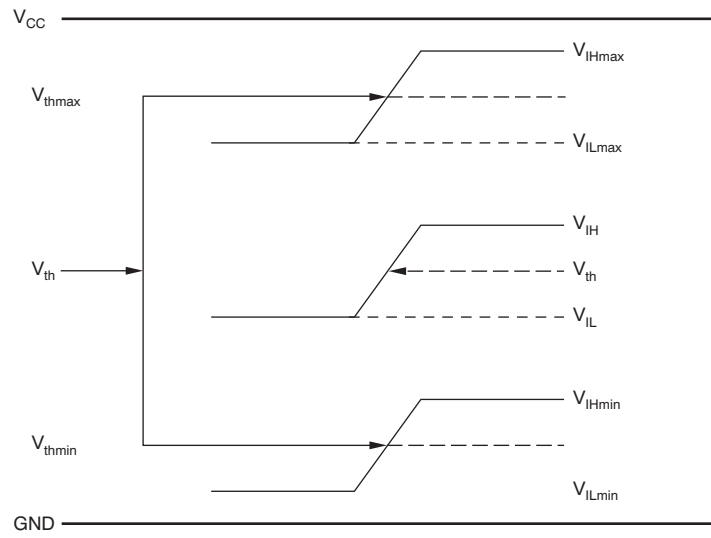 V_CC
V_IHmax
V_thmax
V_ILmax
V_IH
V_th
V_th
V_IL
V_IHmin
V_thmin
V_ILmin
GND